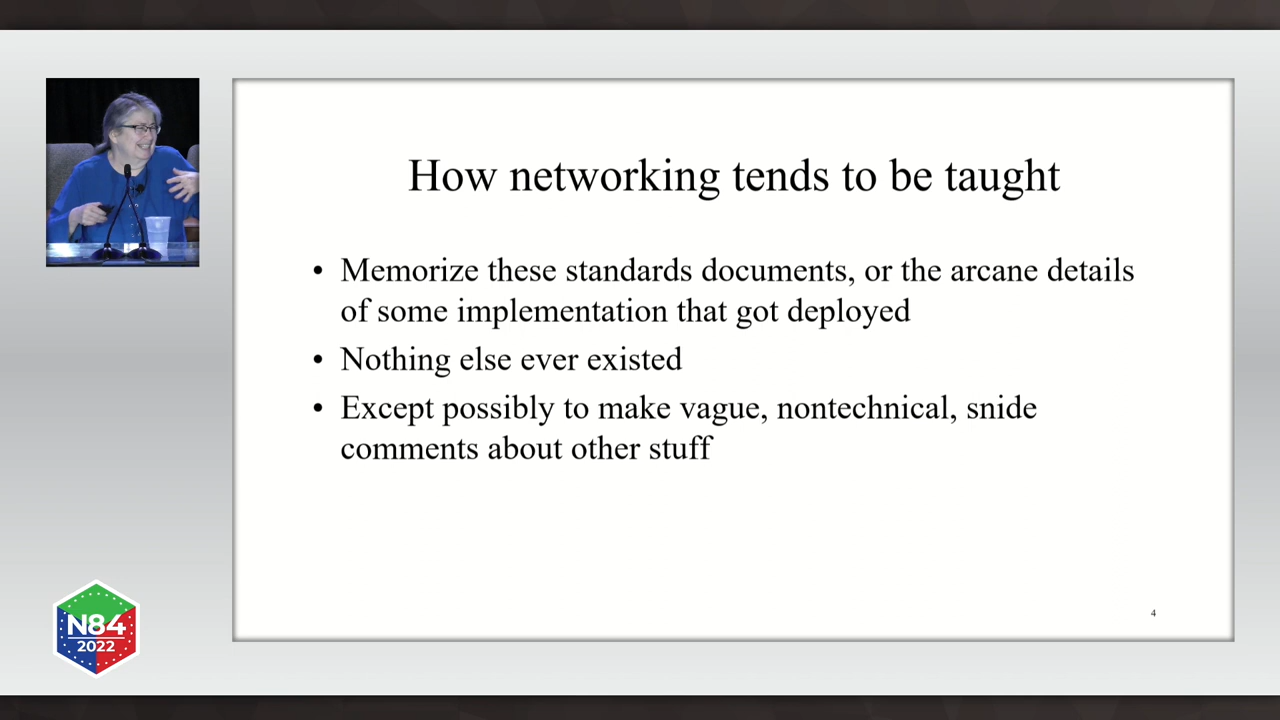 How networking tends to be taught
• Memorize these standards documents, or the arcane details
of some implementation that got deployed
• Nothing else ever existed
• Except possibly to make vague, nontechnical, snide
comments about other stuff
4
N84
2022